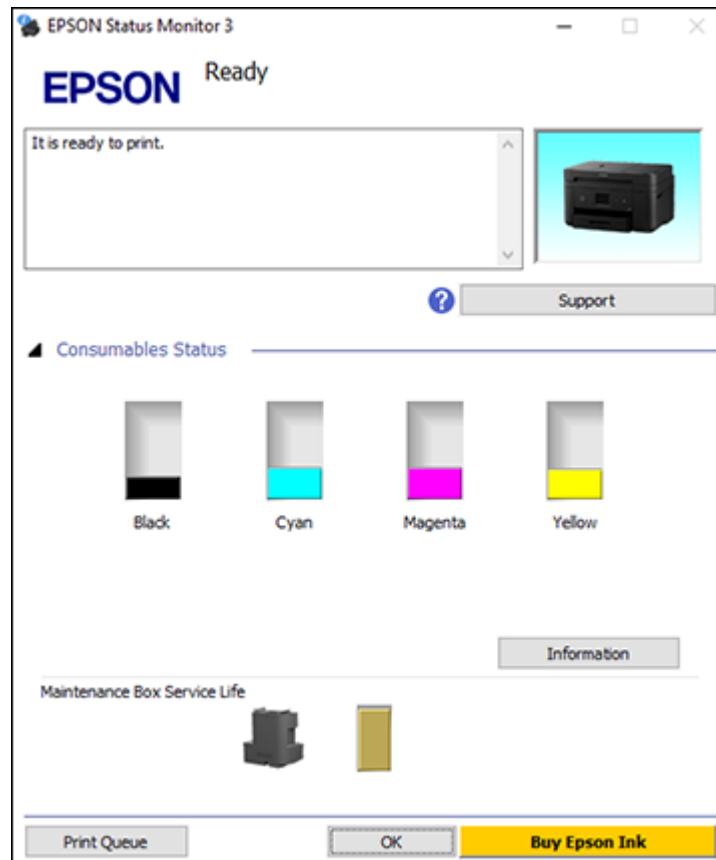 EPSON Status Monitor 3
EPSON
Ready
It is ready to print.
Support
Consumables Status
Black
Cyan
Magenta
Yellow
Information
Maintenance Box Service Life
Print Queue
OK
Buy Epson Ink